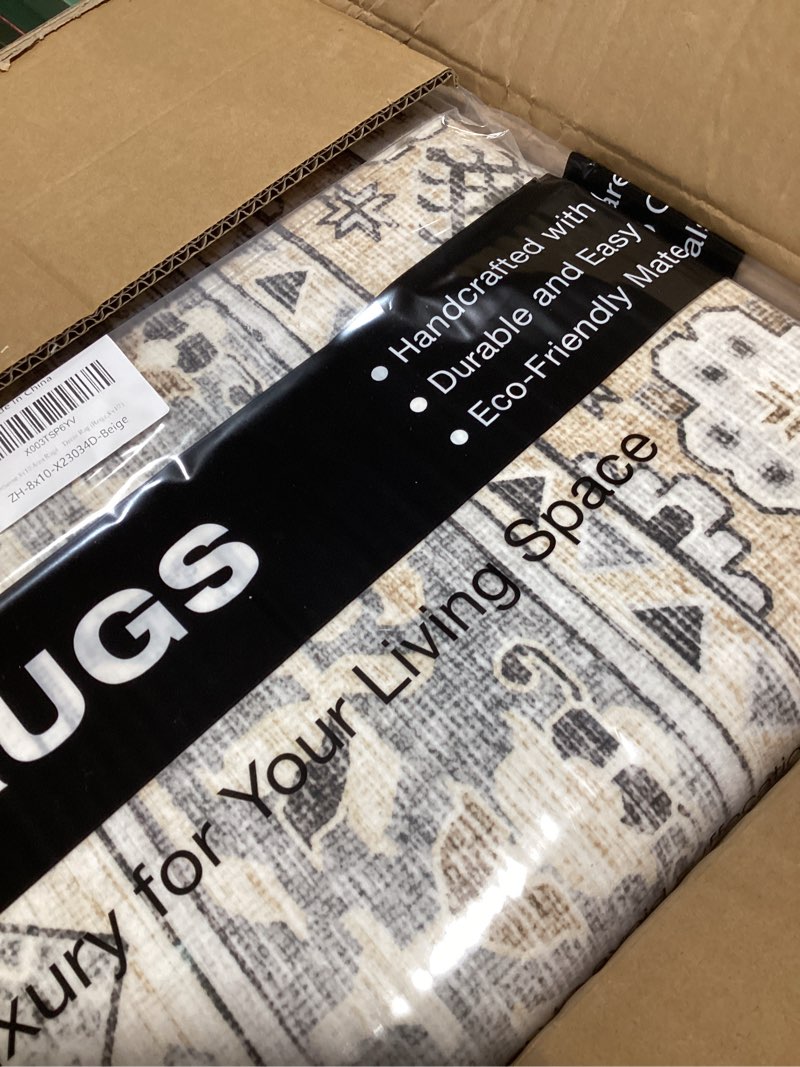 Made in China
X003TSP6YV
ZH-8x10-X23034D-Beige
• Handcrafted with
• Durable and Easy
• Eco-Friendly Mate
UGS
xury for Your Living Space